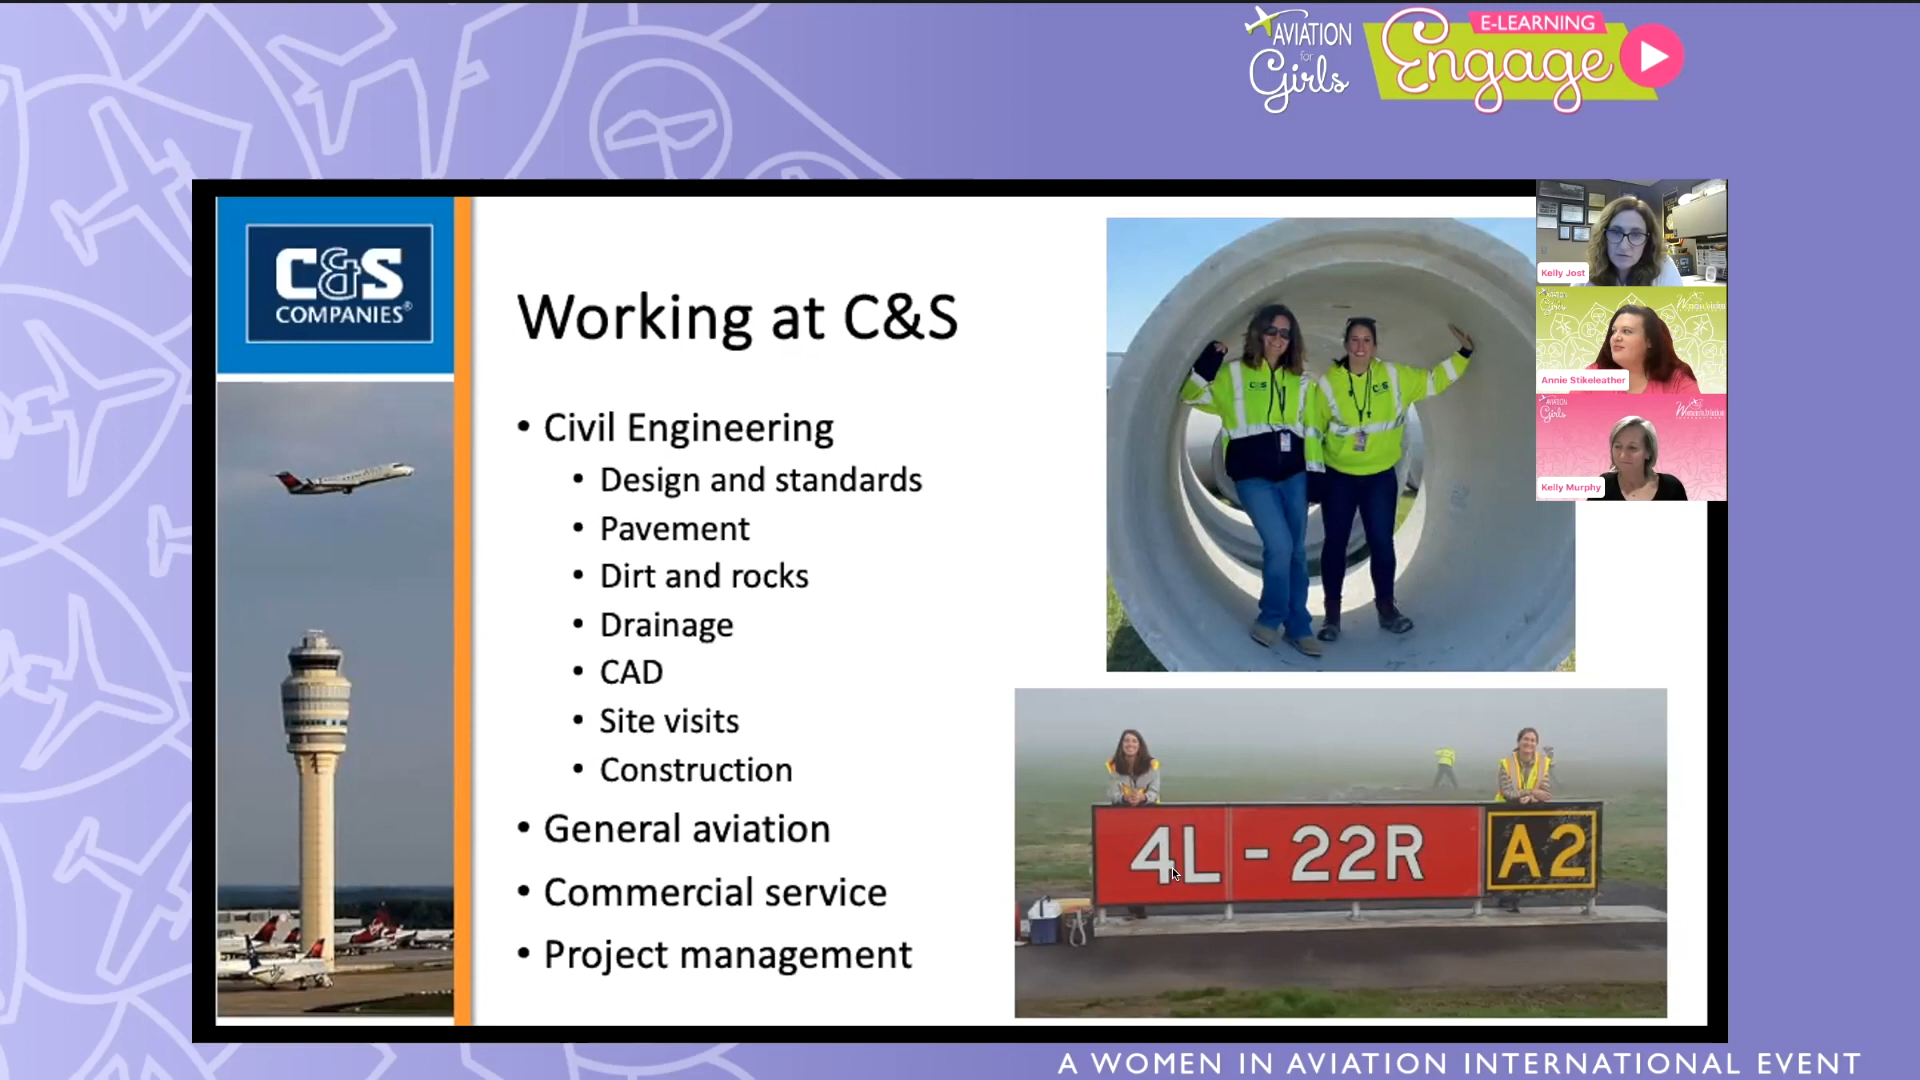 AVIATION
for
Girls
E-LEARNING
Engage
C&S
COMPANIES®
Working at C&S
• Civil Engineering
• Design and standards
• Pavement
• Dirt and rocks
• Drainage
• CAD
• Site visits
• Construction
• General aviation
• Commercial service
• Project management
C&S
C&S
4L - 22R A2
Kelly Jost
Annie Stikeleather
Kelly Murphy
A WOMEN IN AVIATION INTERNATIONAL EVENT